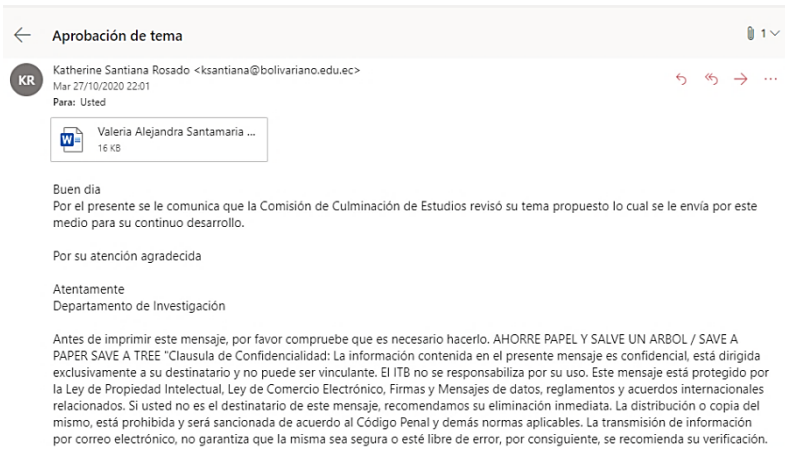 Aprobación de tema
1
KR
Katherine Santiana Rosado <ksantiana@bolivariano.edu.ec>
Mar 27/10/2020 22:01
Para: Usted
Valeria Alejandra Santamaria ...
16 KB
Buen dia
Por el presente se le comunica que la Comisión de Culminación de Estudios revisó su tema propuesto lo cual se le envía por este
medio para su continuo desarrollo.
Por su atención agradecida
Atentamente
Departamento de Investigación
Antes de imprimir este mensaje, por favor compruebe que es necesario hacerlo. AHORRE PAPEL Y SALVE UN ARBOL / SAVE A
PAPER SAVE A TREE "Clausula de Confidencialidad: La información contenida en el presente mensaje es confidencial, está dirigida
exclusivamente a su destinatario y no puede ser vinculante. El ITB no se responsabiliza por su uso. Este mensaje está protegido por
la Ley de Propiedad Intelectual, Ley de Comercio Electrónico, Firmas y Mensajes de datos, reglamentos y acuerdos internacionales
relacionados. Si usted no es el destinatario de este mensaje, recomendamos su eliminación inmediata. La distribución o copia del
mismo, está prohibida y será sancionada de acuerdo al Código Penal y demás normas aplicables. La transmisión de información
por correo electrónico, no garantiza que la misma sea segura o esté libre de error, por consiguiente, se recomienda su verificación.